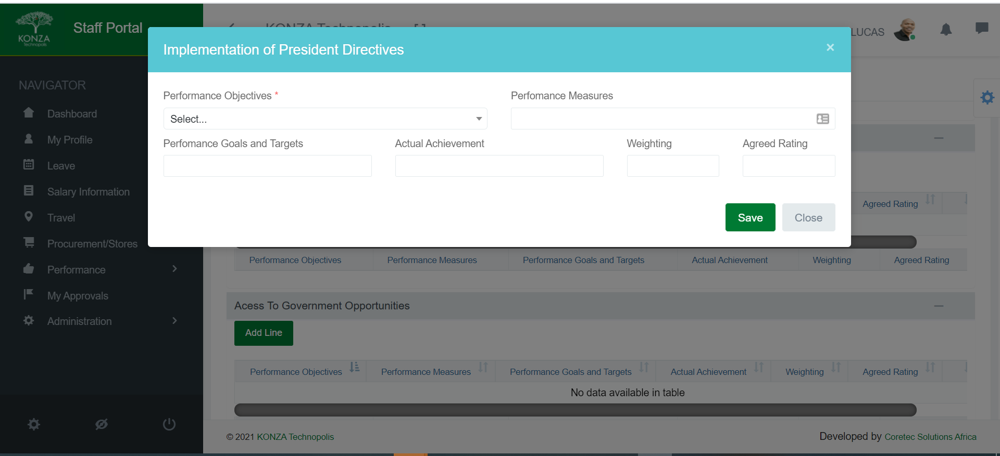 KONZA
Technopolis
Staff Portal
KONZA Technopolis
LUCAS
Implementation of President Directives
×
Performance Objectives *
Perfomance Measures
Select...
Perfomance Goals and Targets
Actual Achievement
Weighting
Agreed Rating
Save
Close
NAVIGATOR
Dashboard
My Profile
Leave
Salary Information
Travel
Procurement/Stores
Performance
My Approvals
Administration
Agreed Rating
Performance Objectives
Performance Measures
Performance Goals and Targets
Actual Achievement
Weighting
Agreed Rating
Acess To Government Opportunities
Add Line
Performance Objectives
Performance Measures
Performance Goals and Targets
Actual Achievement
Weighting
Agreed Rating
No data available in table
© 2021 KONZA Technopolis
Developed by Coretec Solutions Africa